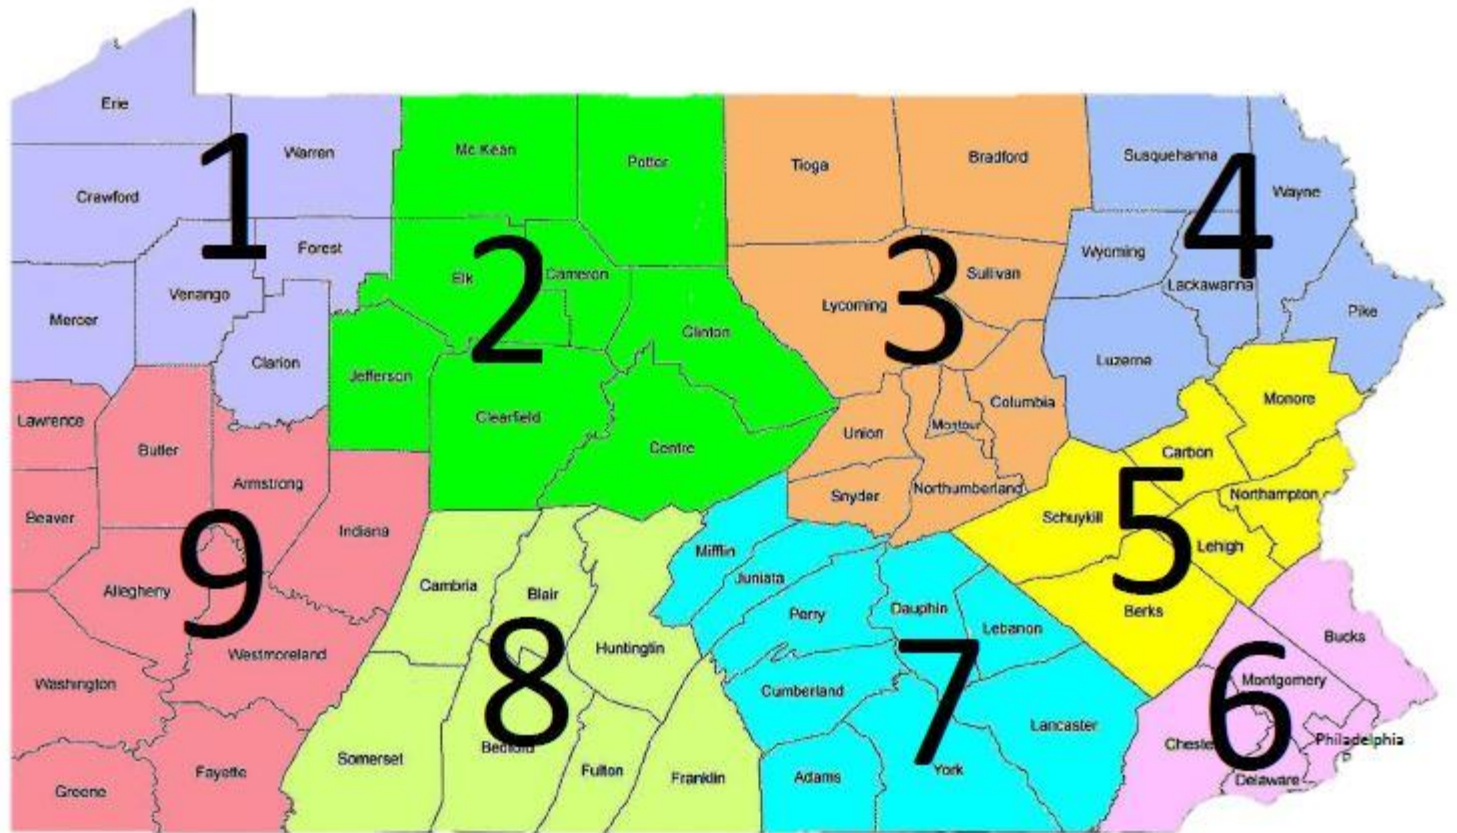 Erie
Warren
Mc Kean
Potter
Tioga
Bradford
Susquehanna
Wayne
1
Crawford
Forest
2
Elk
Cameron
3
Sullivan
4
Wyoming
Lackawanna
Venango
Mercer
Lycoming
Clinton
Pike
Clarion
Jefferson
Luzerne
Lawrence
Clearfield
Columbia
Monore
Butler
Centre
Union
Montour
Carbon
Armstrong
Snyder
Northumberland
Northampton
Beaver
Indiana
Schuykill
5
Lehigh
9
Mifflin
Allegheny
Cambria
Blair
Juniata
Perry
Dauphin
Lebanon
Berks
Bucks
Westmoreland
Huntinglin
8
7
6
Washington
Cumberland
Montgomery
Lancaster
Somerset
Bedford
Chester
Philadelphia
Greene
Fayette
Fulton
Franklin
Adams
York
Delaware